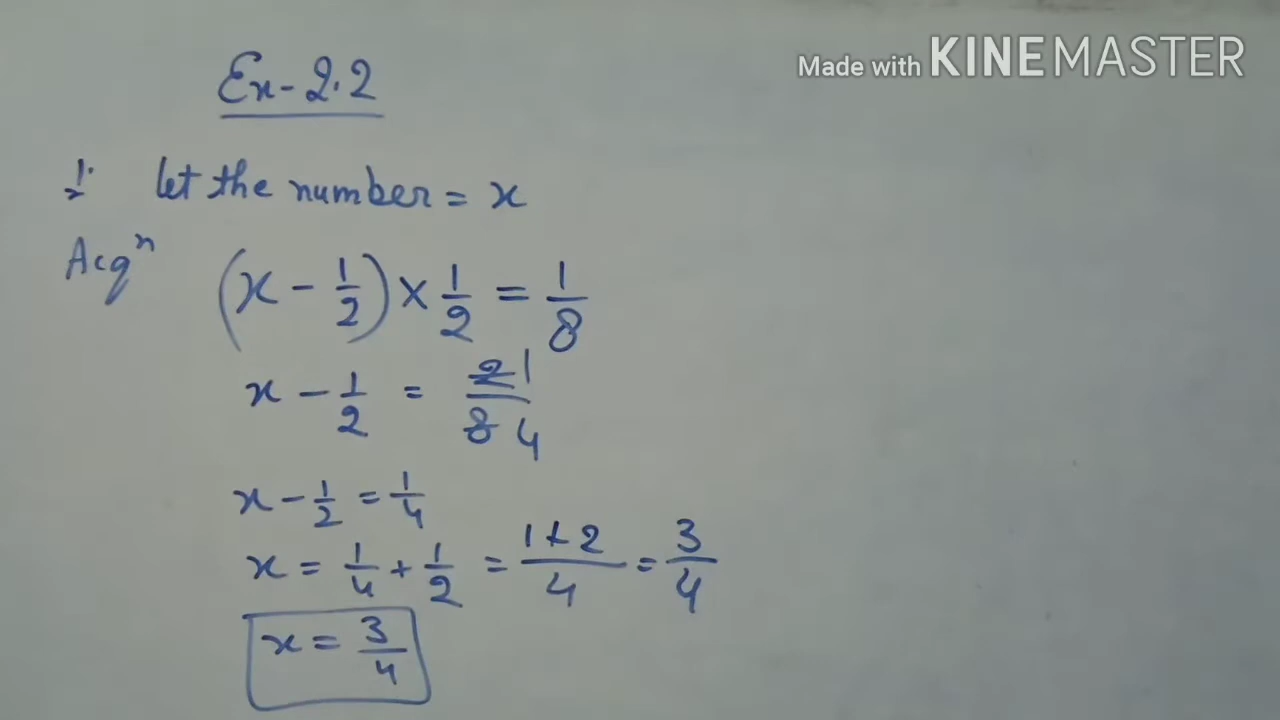 Made with KINEMASTER
Ex-2.2
1. let the number = x
Acqⁿ (x - 1/2) × 1/2 = 1/8
x - 1/2 = 2 1/8 4
x - 1/2 = 1/4
x = 1/4 + 1/2 = 1+2/4 = 3/4
x = 3/4